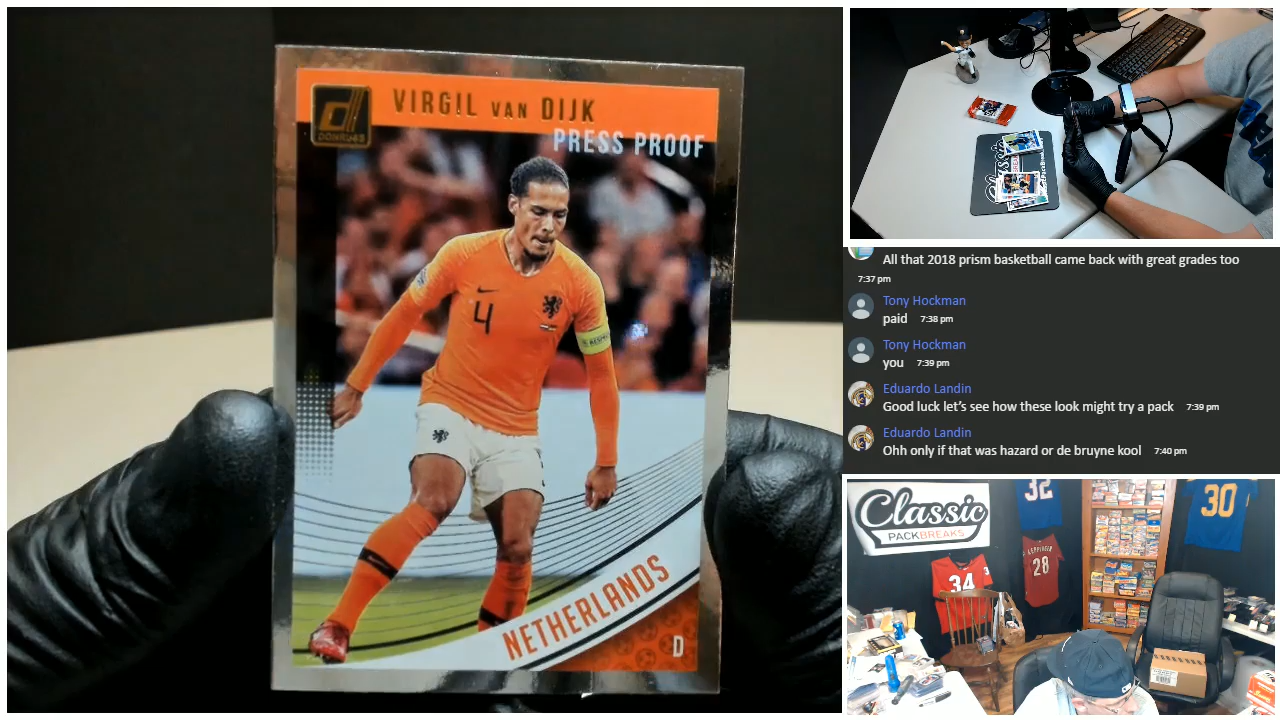 VIRGIL VAN DIJK
DONRUSS
PRESS PROOF
4
RESPECT
NETHERLANDS
D
Classic
All that 2018 prism basketball came back with great grades too
7:37 pm
Tony Hockman
paid 7:38 pm
Tony Hockman
you 7:39 pm
Eduardo Landin
Good luck let's see how these look might try a pack 7:39 pm
Eduardo Landin
Ohh only if that was hazard or de bruyne kool 7:40 pm
Classic
PACKBREAKS
32
30
34
28